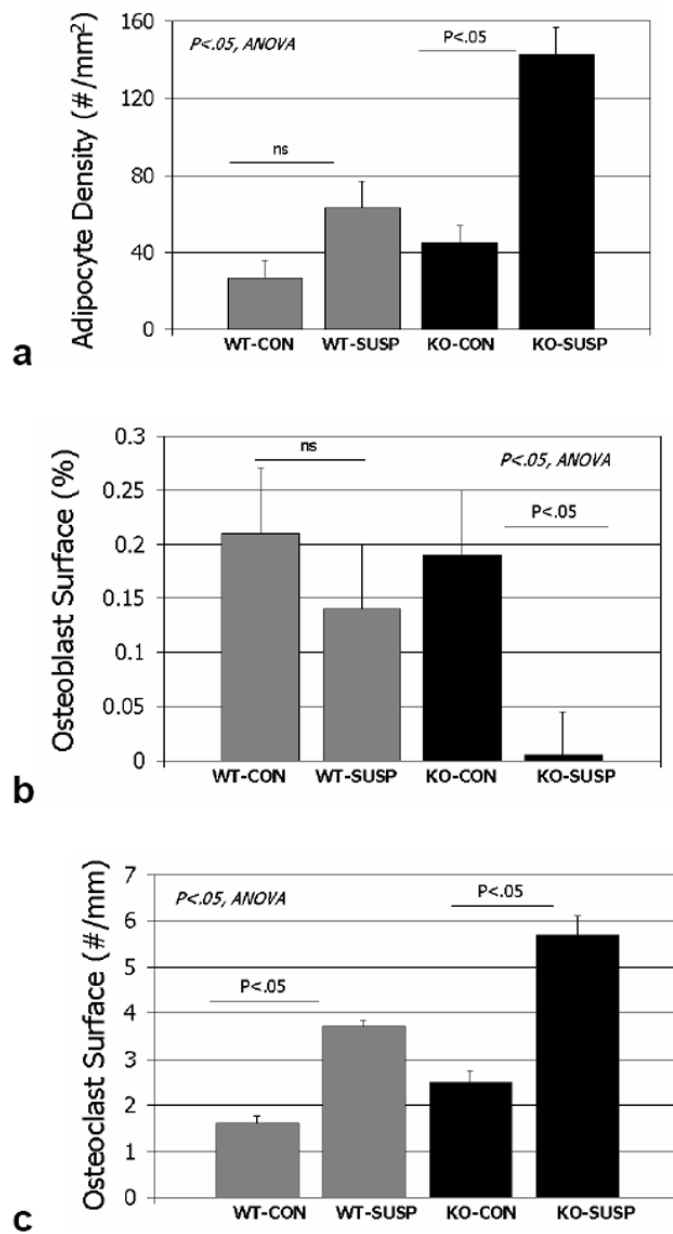 Adipocyte Density (#/mm²)
160
120
80
40
0
P<.05, ANOVA
P<.05
ns
WT-CON WT-SUSP KO-CON KO-SUSP
a
Osteoblast Surface (%)
0.3
0.25
0.2
0.15
0.1
0.05
0
ns
P<.05, ANOVA
P<.05
WT-CON WT-SUSP KO-CON KO-SUSP
b
Osteoclast Surface (#/mm)
7
6
5
4
3
2
1
0
P<.05, ANOVA
P<.05
P<.05
WT-CON WT-SUSP KO-CON KO-SUSP
c